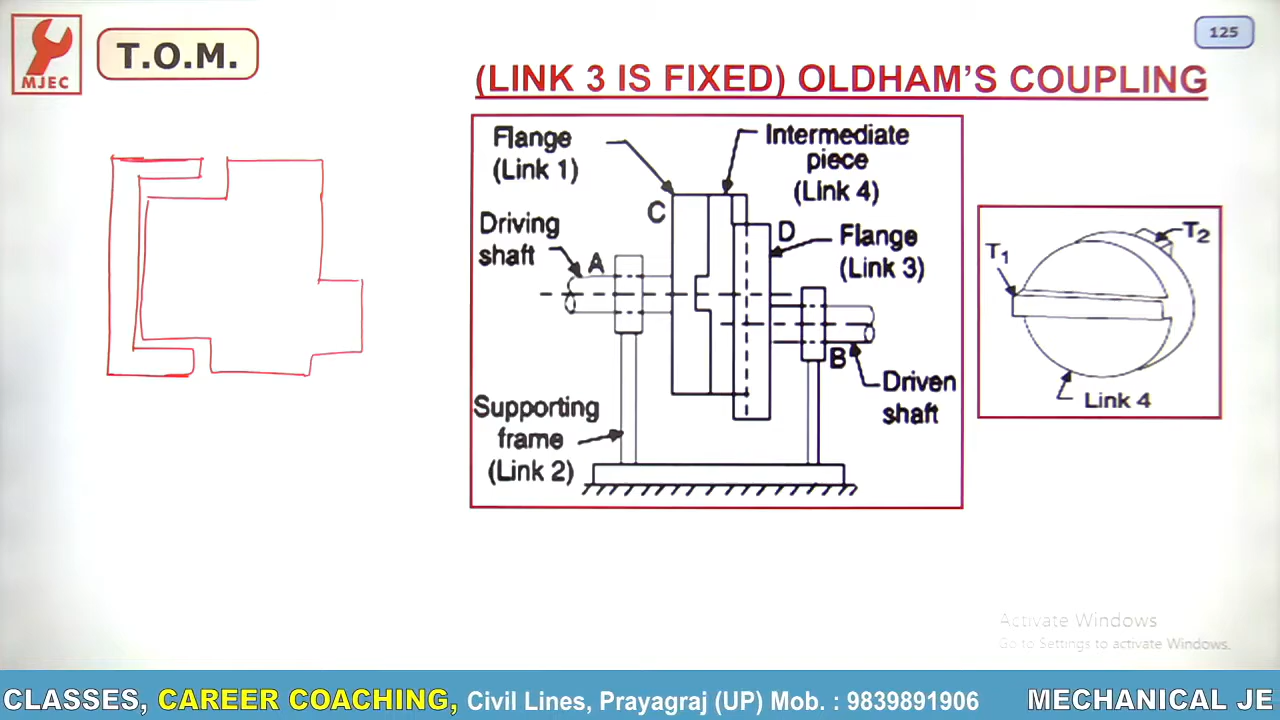 MJEC
T.O.M.
125
(LINK 3 IS FIXED) OLDHAM'S COUPLING
Flange
(Link 1)
Intermediate
piece
(Link 4)
C
Driving
shaft
A
D
Flange
(Link 3)
B
Driven
shaft
Supporting
frame
(Link 2)
T1
T2
Link 4
Activate Windows
Go to Settings to activate Windows.
CLASSES, CAREER COACHING, Civil Lines, Prayagraj (UP) Mob. : 9839891906 MECHANICAL JE